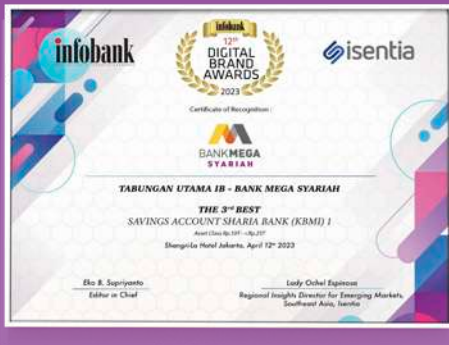 infobank
infobank
12th
DIGITAL
BRAND
AWARDS
2023
isentia
Certificate of Recognition :
BANKMEGA
SYARIAH
TABUNGAN UTAMA IB - BANK MEGA SYARIAH
THE 3rd BEST
SAVINGS ACCOUNT SHARIA BANK (KBMI) 1
Shangri-La Hotel Jakarta, April 12th 2023
Eko B. Supriyanto
Editor in Chief
Lady Ochel Espinosa
Regional Insights Director for Emerging Markets,
Southeast Asia, Isentia